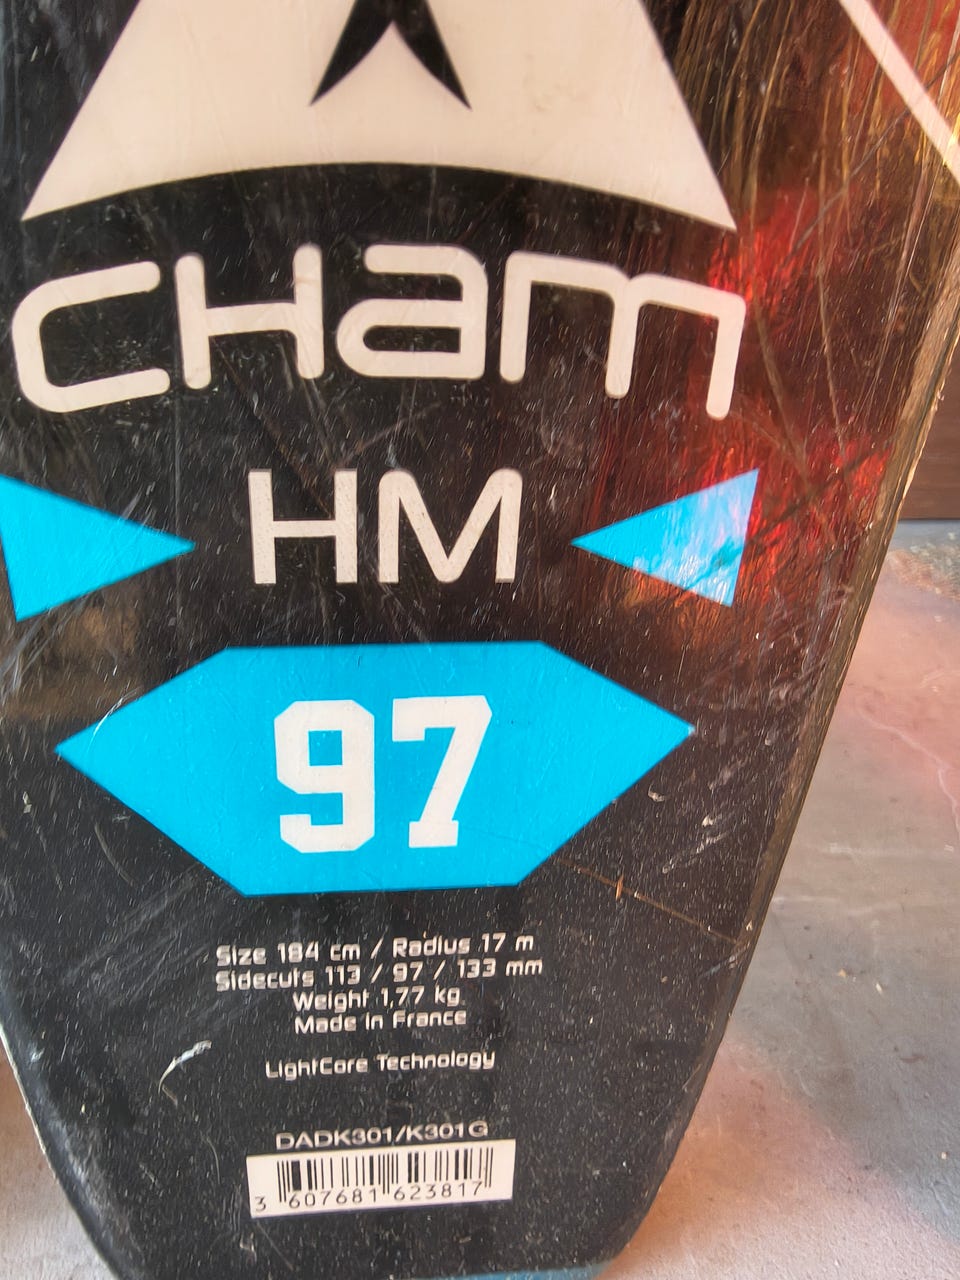 CHam
HM
97
Size 184 cm / Radius 17 m
Sidecuts 113 / 97 / 133 mm
Weight 1,77 kg
Made In France
LightCore Technology
DADK301/K301G
3 607681 623817